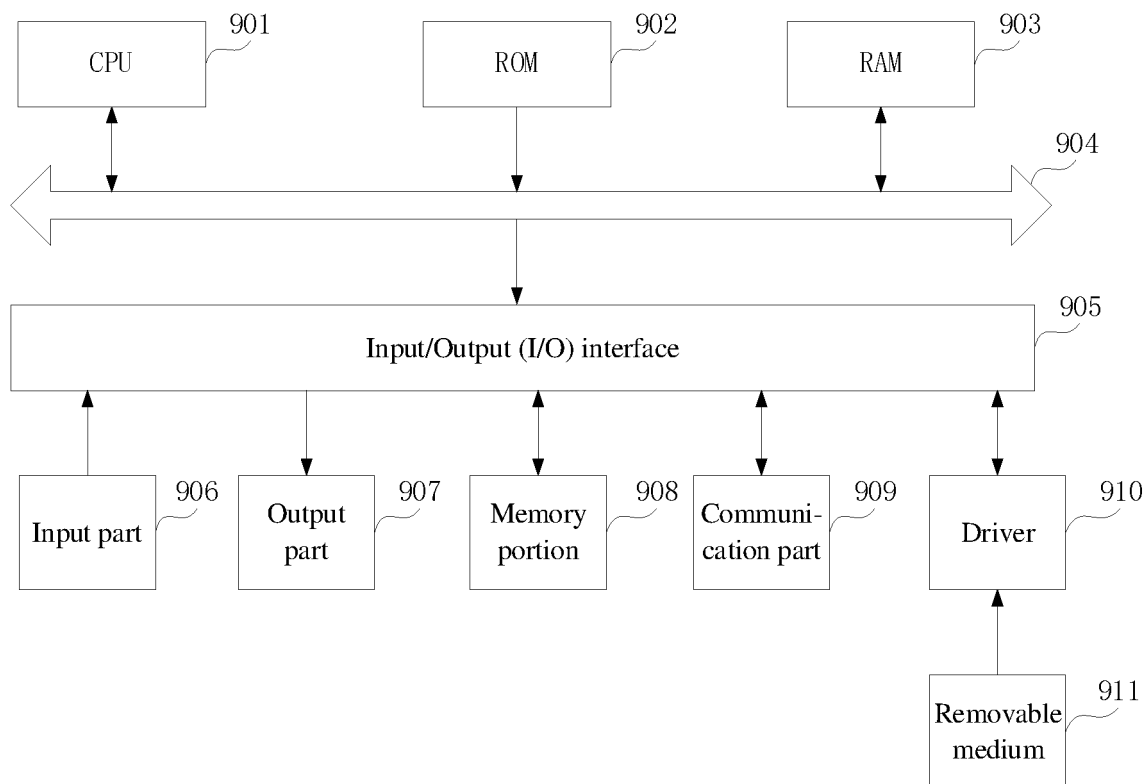 901
902
903
CPU
ROM
RAM
904
905
Input/Output (I/O) interface
906
907
908
909
910
Input part
Output
part
Memory
portion
Communi-
cation part
Driver
911
Removable
medium